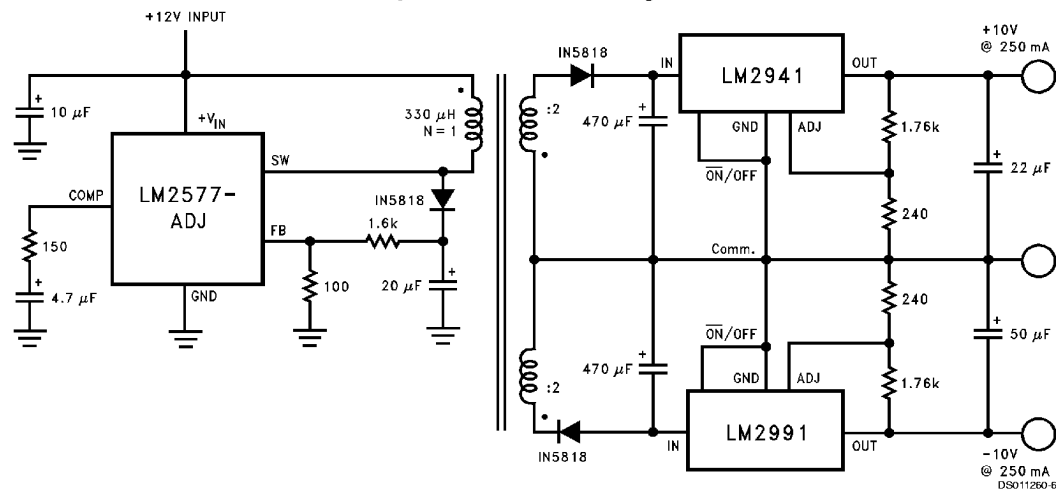 +12V INPUT
10 µF
+
+VIN
LM2577-
ADJ
COMP
SW
FB
GND
150
+
4.7 µF
330 µH
N = 1
IN5818
1.6k
100
20 µF
+
:2
:2
IN5818
IN5818
470 µF
+
470 µF
+
IN
LM2941
OUT
GND
ADJ
ON/OFF
1.76k
240
+
22 µF
+10V
@ 250 mA
Comm.
240
1.76k
+
50 µF
ON/OFF
GND
ADJ
IN
LM2991
OUT
-10V
@ 250 mA
DS011260-6